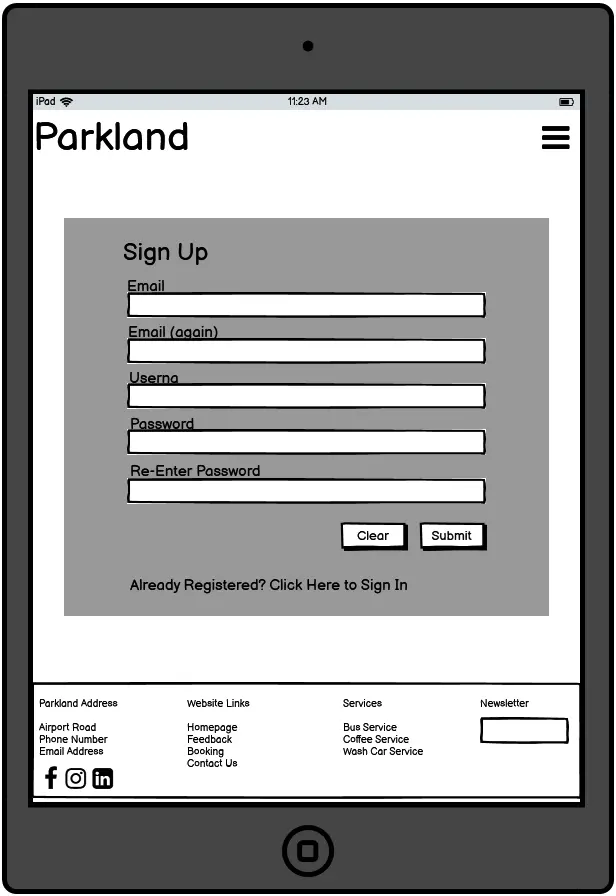 iPad 11:23 AM
Parkland
Sign Up
Email
Email (again)
Userna
Password
Re-Enter Password
Clear Submit
Already Registered? Click Here to Sign In
Parkland Address
Airport Road
Phone Number
Email Address
Website Links
Homepage
Feedback
Booking
Contact Us
Services
Bus Service
Coffee Service
Wash Car Service
Newsletter